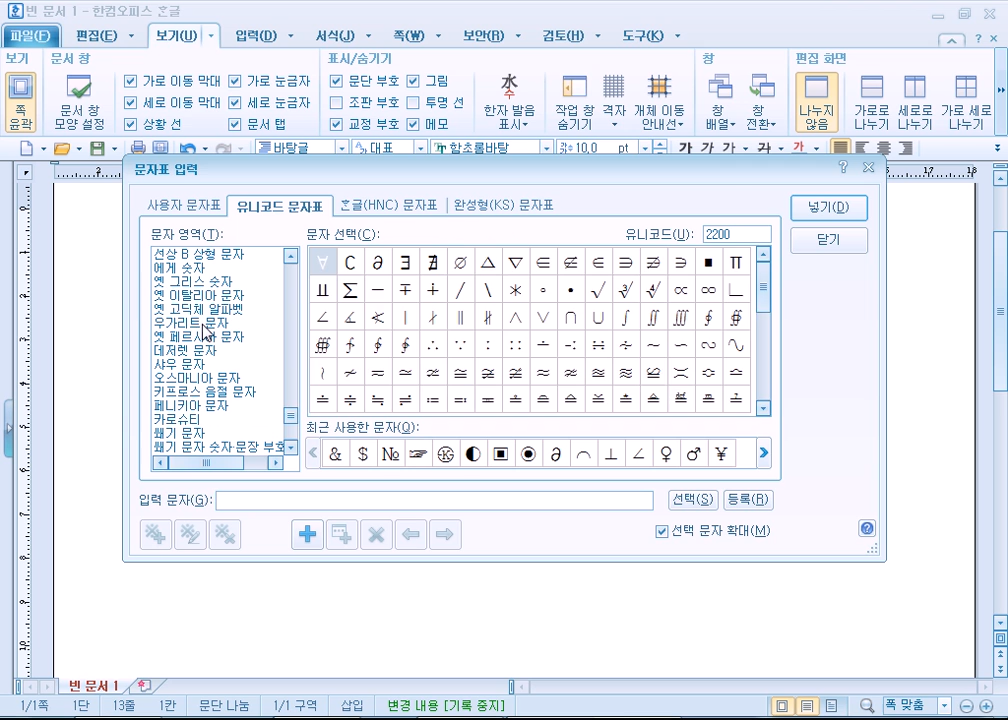 빈 문서 1 - 한컴오피스 흔글
파일(F) 편집(E) 보기(U) 입력(D) 서식(J) 쪽(W) 보안(R) 검토(H) 도구(K)
보기 문서 창 표시/숨기기 창 편집 화면
쪽 윤곽
문서 창 모양 설정
가로 이동 막대 가로 눈금자
세로 이동 막대 세로 눈금자
상황 선 문서 탭
문단 부호 그림
조판 부호 투명 선
교정 부호 메모
水
한자 발음 표시
작업 창 숨기기
격자
개체 이동 안내선
창 배열
창 전환
나누지 않음
가로로 나누기
세로로 나누기
가로 세로 나누기
바탕글 대표 함초롬바탕 10.0 pt 가 가 가 가 가
문자표 입력
사용자 문자표 유니코드 문자표 흔글(HNC) 문자표 완성형(KS) 문자표
넣기(D)
닫기
문자 영역(T): 문자 선택(C): 유니코드(U): 2200
선상 B 상형 문자
에게 숫자
옛 그리스 숫자
옛 이탈리아 문자
옛 고딕체 알파벳
우가리트 문자
옛 페르시아 문자
데저렛 문자
샤우 문자
오스마니아 문자
키프로스 음절 문자
페니키아 문자
카로슈티
쐐기 문자
쐐기 문자 숫자·문장 부호
∀ ∁ ∂ ∃ ∄ ∅ ∆ ∇ ∈ ∉ ∊ ∋ ∌ ∍ ∎ ∏
∐ ∑ − ∓ ∔ ∕ ∖ ∗ ∘ ∙ √ ∛ ∜ ∝ ∞ ∟
∠ ∡ ∢ ∣ ∤ ∥ ∦ ∧ ∨ ∩ ∪ ∫ ∬ ∭ ∮ ∯
∰ ∱ ∲ ∳ ∴ ∵ ∶ ∷ ∸ ∹ ∺ ∻ ∼ ∽ ∾ ∿
≀ ≁ ≂ ≃ ≄ ≅ ≆ ≇ ≈ ≉ ≊ ≋ ≌ ≍ ≎ ≏
≐ ≑ ≒ ≓ ≔ ≕ ≖ ≗ ≘ ≙ ≚ ≛ ≜ ≝ ≞ ≟
최근 사용한 문자(Q):
& $ № ☞ ㉿ ◐ ▣ ◉ ∂ ⌒ ⊥ ∠ ♀ ♂ ¥
입력 문자(G): 선택(S) 등록(R)
선택 문자 확대(M)
빈 문서 1
1/1쪽 1단 13줄 1칸 문단 나눔 1/1 구역 삽입 변경 내용 [기록 중지] 폭 맞춤